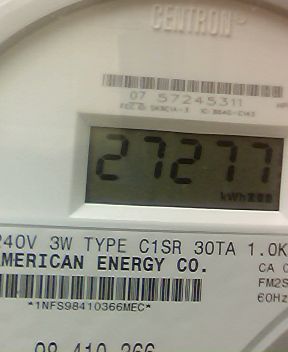 CENTRON
07 57245311
27277
kWh
240V 3W TYPE C1SR 30TA 1.0K
AMERICAN ENERGY CO.
CA 0
FM2S
60Hz
*1NFS98410366MEC*
98 410 366